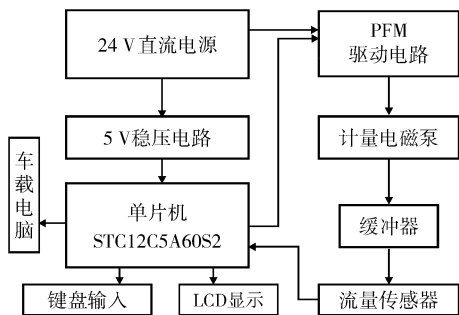 24 V直流电源
PFM
驱动电路
5 V稳压电路
计量电磁泵
车载电脑
单片机
STC12C5A60S2
缓冲器
键盘输入
LCD显示
流量传感器